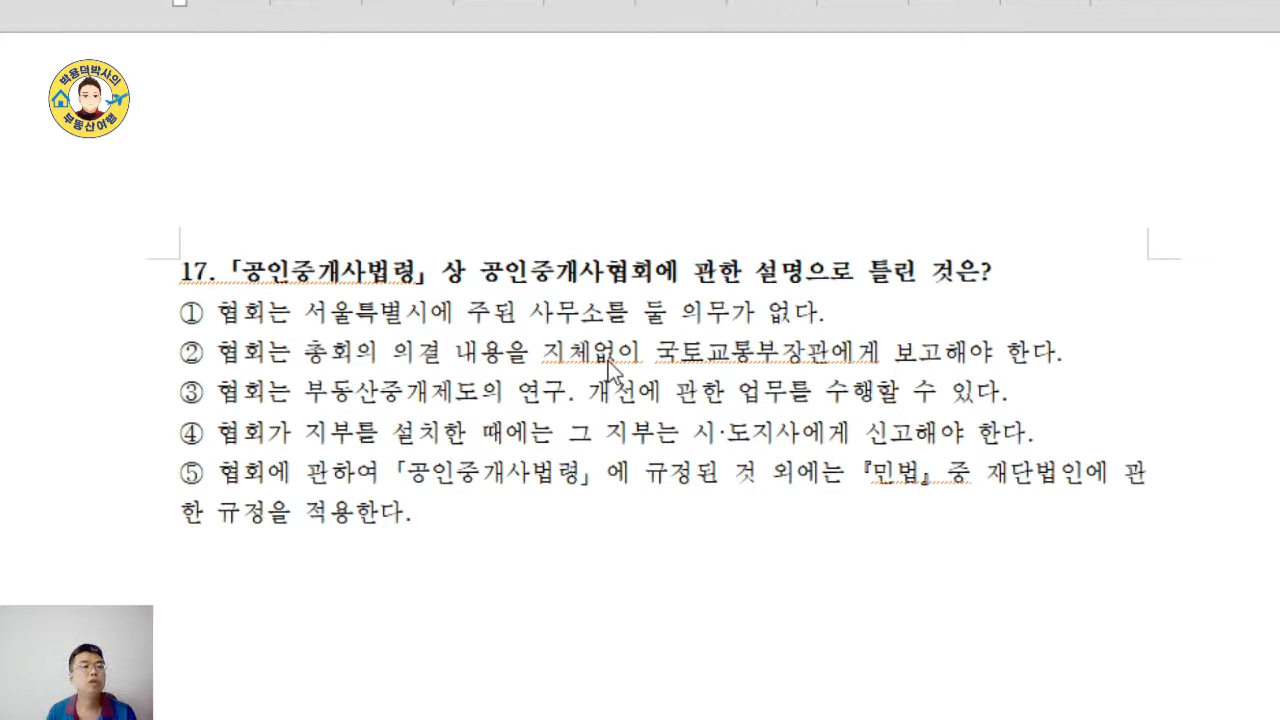 박용덕박사의
부동산여행
17.「공인중개사법령」상 공인중개사협회에 관한 설명으로 틀린 것은?
① 협회는 서울특별시에 주된 사무소를 둘 의무가 없다.
② 협회는 총회의 의결 내용을 지체없이 국토교통부장관에게 보고해야 한다.
③ 협회는 부동산중개제도의 연구. 개선에 관한 업무를 수행할 수 있다.
④ 협회가 지부를 설치한 때에는 그 지부는 시·도지사에게 신고해야 한다.
⑤ 협회에 관하여「공인중개사법령」에 규정된 것 외에는『민법』중 재단법인에 관
한 규정을 적용한다.